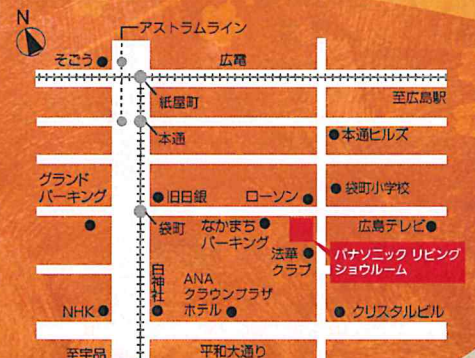 N
アストラムライン
そごう
広電
紙屋町
至広島駅
本通
本通ヒルズ
グランド
パーキング
旧日銀
ローソン
袋町小学校
袋町
なかまち
パーキング
広島テレビ
法華
クラブ
パナソニック リビング
ショウルーム
白神社
ANA
クラウンプラザ
ホテル
NHK
クリスタルビル
至宇品
平和大通り